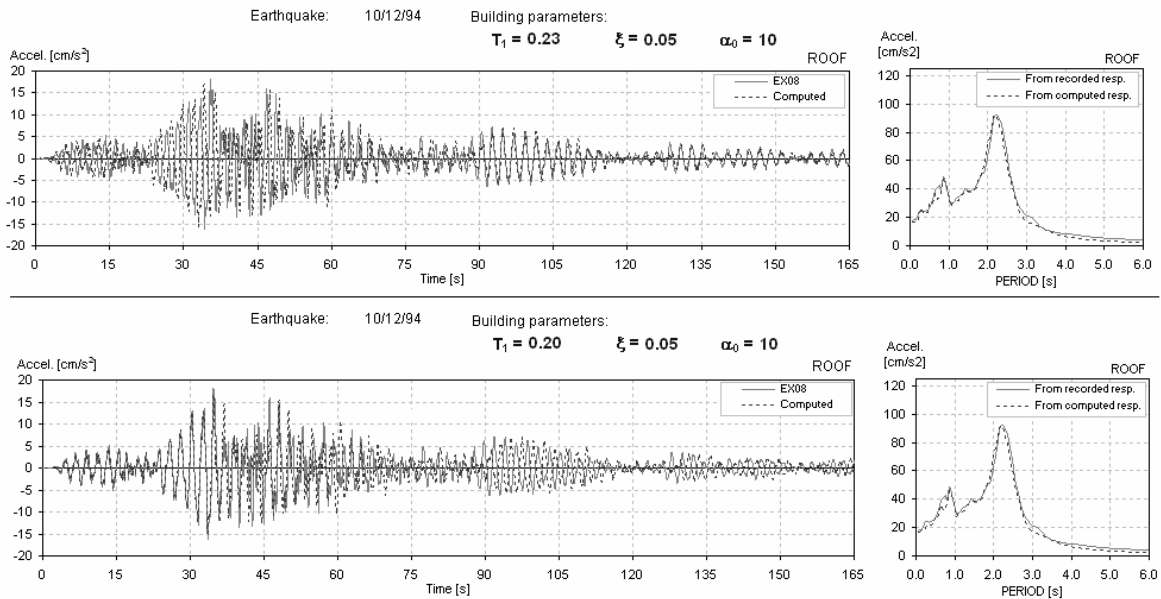 Earthquake: 10/12/94 Building parameters:
T1 = 0.23 ξ = 0.05 α0 = 10
Accel. [cm/s²]
ROOF
EX08
Computed
20
15
10
5
0
-5
-10
-15
-20
0 15 30 45 60 75 90 105 120 135 150 165
Time [s]
Accel.
[cm/s2]
ROOF
From recorded resp.
From computed resp.
120
100
80
60
40
20
0
0.0 1.0 2.0 3.0 4.0 5.0 6.0
PERIOD [s]
Earthquake: 10/12/94 Building parameters:
T1 = 0.20 ξ = 0.05 α0 = 10
Accel. [cm/s²]
ROOF
EX08
Computed
20
15
10
5
0
-5
-10
-15
-20
0 15 30 45 60 75 90 105 120 135 150 165
Time [s]
Accel.
[cm/s2]
ROOF
From recorded resp.
From computed resp.
120
100
80
60
40
20
0
0.0 1.0 2.0 3.0 4.0 5.0 6.0
PERIOD [s]